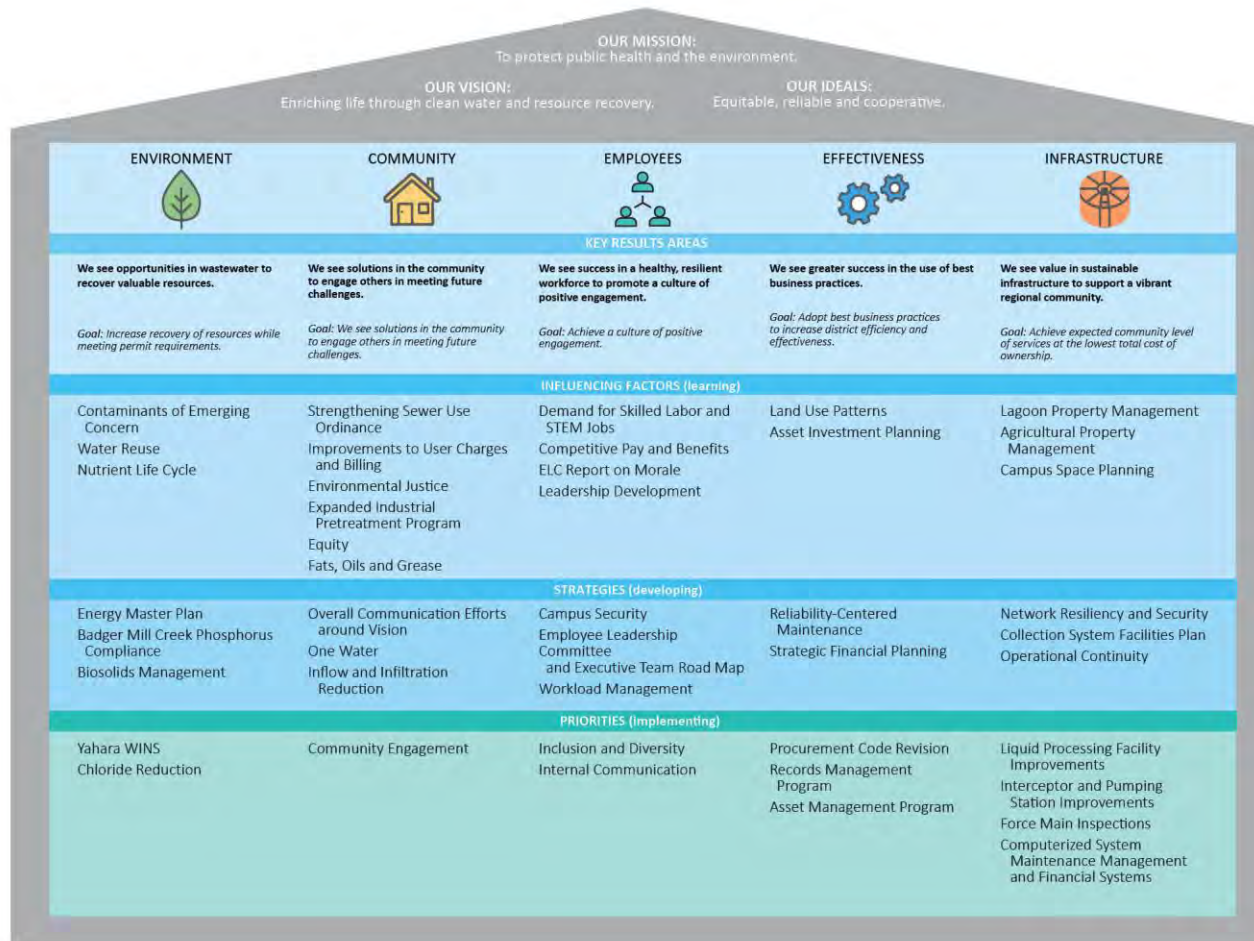 OUR MISSION:
To protect public health and the environment.
OUR VISION:
Enriching life through clean water and resource recovery.
OUR IDEALS:
Equitable, reliable and cooperative.
ENVIRONMENT
COMMUNITY
EMPLOYEES
EFFECTIVENESS
INFRASTRUCTURE
KEY RESULTS AREAS
We see opportunities in wastewater to
recover valuable resources.
Goal: Increase recovery of resources while
meeting permit requirements.
We see solutions in the community
to engage others in meeting future
challenges.
Goal: We see solutions in the community
to engage others in meeting future
challenges.
We see success in a healthy, resilient
workforce to promote a culture of
positive engagement.
Goal: Achieve a culture of positive
engagement.
We see greater success in the use of best
business practices.
Goal: Adopt best business practices
to increase district efficiency and
effectiveness.
We see value in sustainable
infrastructure to support a vibrant
regional community.
Goal: Achieve expected community level
of services at the lowest total cost of
ownership.
INFLUENCING FACTORS (learning)
Contaminants of Emerging
Concern
Water Reuse
Nutrient Life Cycle
Strengthening Sewer Use
Ordinance
Improvements to User Charges
and Billing
Environmental Justice
Expanded Industrial
Pretreatment Program
Equity
Fats, Oils and Grease
Demand for Skilled Labor and
STEM Jobs
Competitive Pay and Benefits
ELC Report on Morale
Leadership Development
Land Use Patterns
Asset Investment Planning
Lagoon Property Management
Agricultural Property
Management
Campus Space Planning
STRATEGIES (developing)
Energy Master Plan
Badger Mill Creek Phosphorus
Compliance
Biosolids Management
Overall Communication Efforts
around Vision
One Water
Inflow and Infiltration
Reduction
Campus Security
Employee Leadership
Committee
and Executive Team Road Map
Workload Management
Reliability-Centered
Maintenance
Strategic Financial Planning
Network Resiliency and Security
Collection System Facilities Plan
Operational Continuity
PRIORITIES (implementing)
Yahara WINS
Chloride Reduction
Community Engagement
Inclusion and Diversity
Internal Communication
Procurement Code Revision
Records Management
Program
Asset Management Program
Liquid Processing Facility
Improvements
Interceptor and Pumping
Station Improvements
Force Main Inspections
Computerized System
Maintenance Management
and Financial Systems